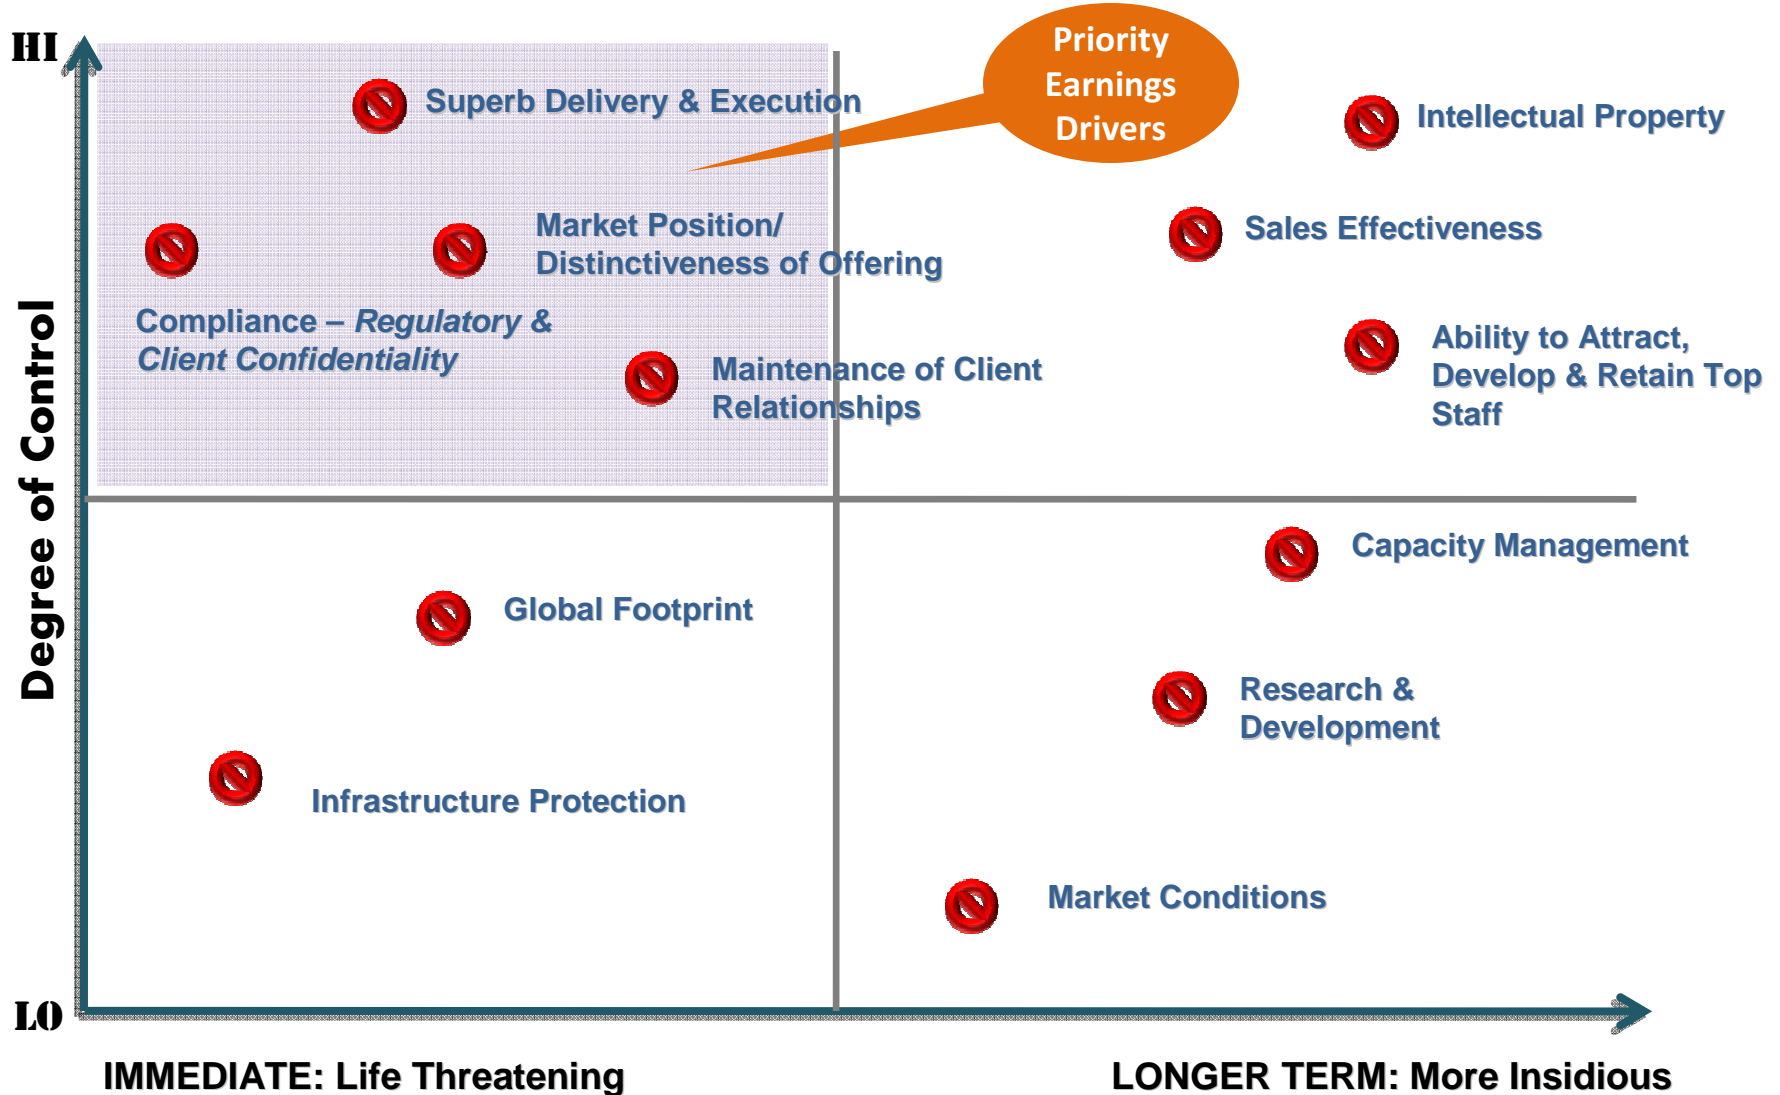 HI
Priority
Earnings
Drivers
Superb Delivery & Execution
Intellectual Property
Market Position/
Distinctiveness of Offering
Sales Effectiveness
Compliance – Regulatory &
Client Confidentiality
Maintenance of Client
Relationships
Ability to Attract,
Develop & Retain Top
Staff
Degree of Control
Capacity Management
Global Footprint
Research &
Development
Infrastructure Protection
Market Conditions
LO
IMMEDIATE: Life Threatening
LONGER TERM: More Insidious